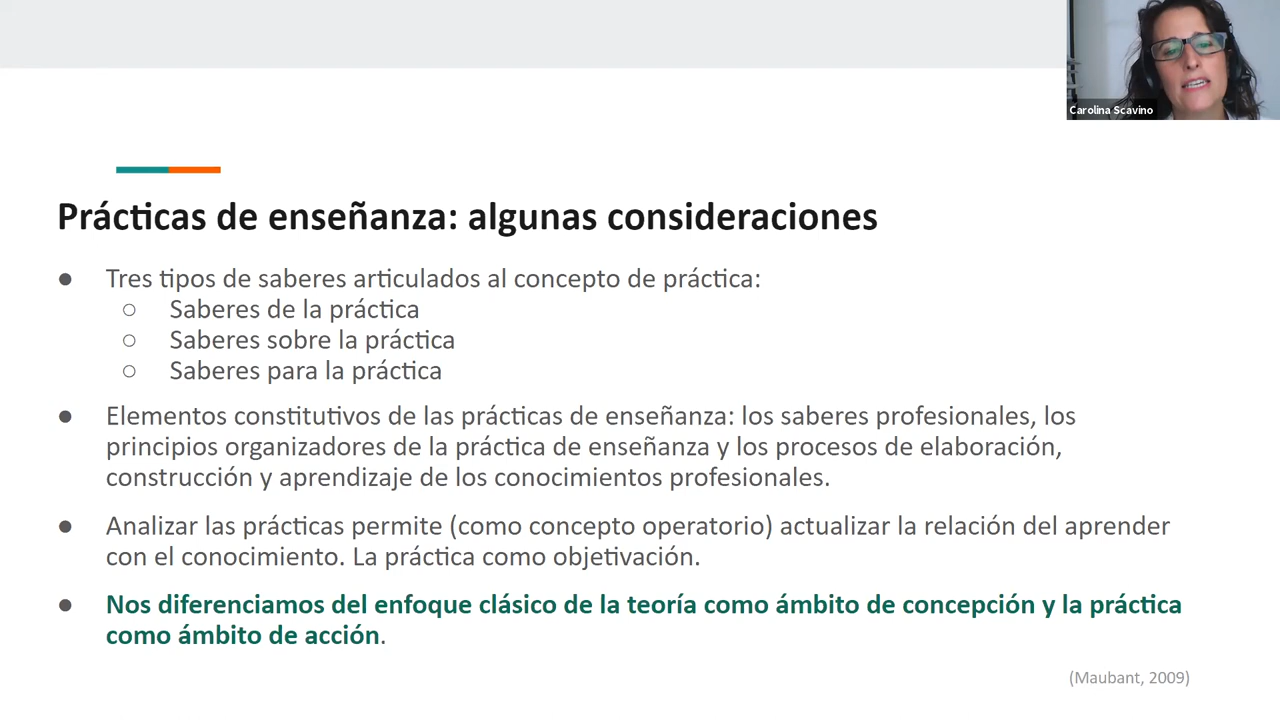 Carolina Scavino
Prácticas de enseñanza: algunas consideraciones
● Tres tipos de saberes articulados al concepto de práctica:
○ Saberes de la práctica
○ Saberes sobre la práctica
○ Saberes para la práctica
● Elementos constitutivos de las prácticas de enseñanza: los saberes profesionales, los
principios organizadores de la práctica de enseñanza y los procesos de elaboración,
construcción y aprendizaje de los conocimientos profesionales.
● Analizar las prácticas permite (como concepto operatorio) actualizar la relación del aprender
con el conocimiento. La práctica como objetivación.
● Nos diferenciamos del enfoque clásico de la teoría como ámbito de concepción y la práctica
como ámbito de acción.
(Maubant, 2009)